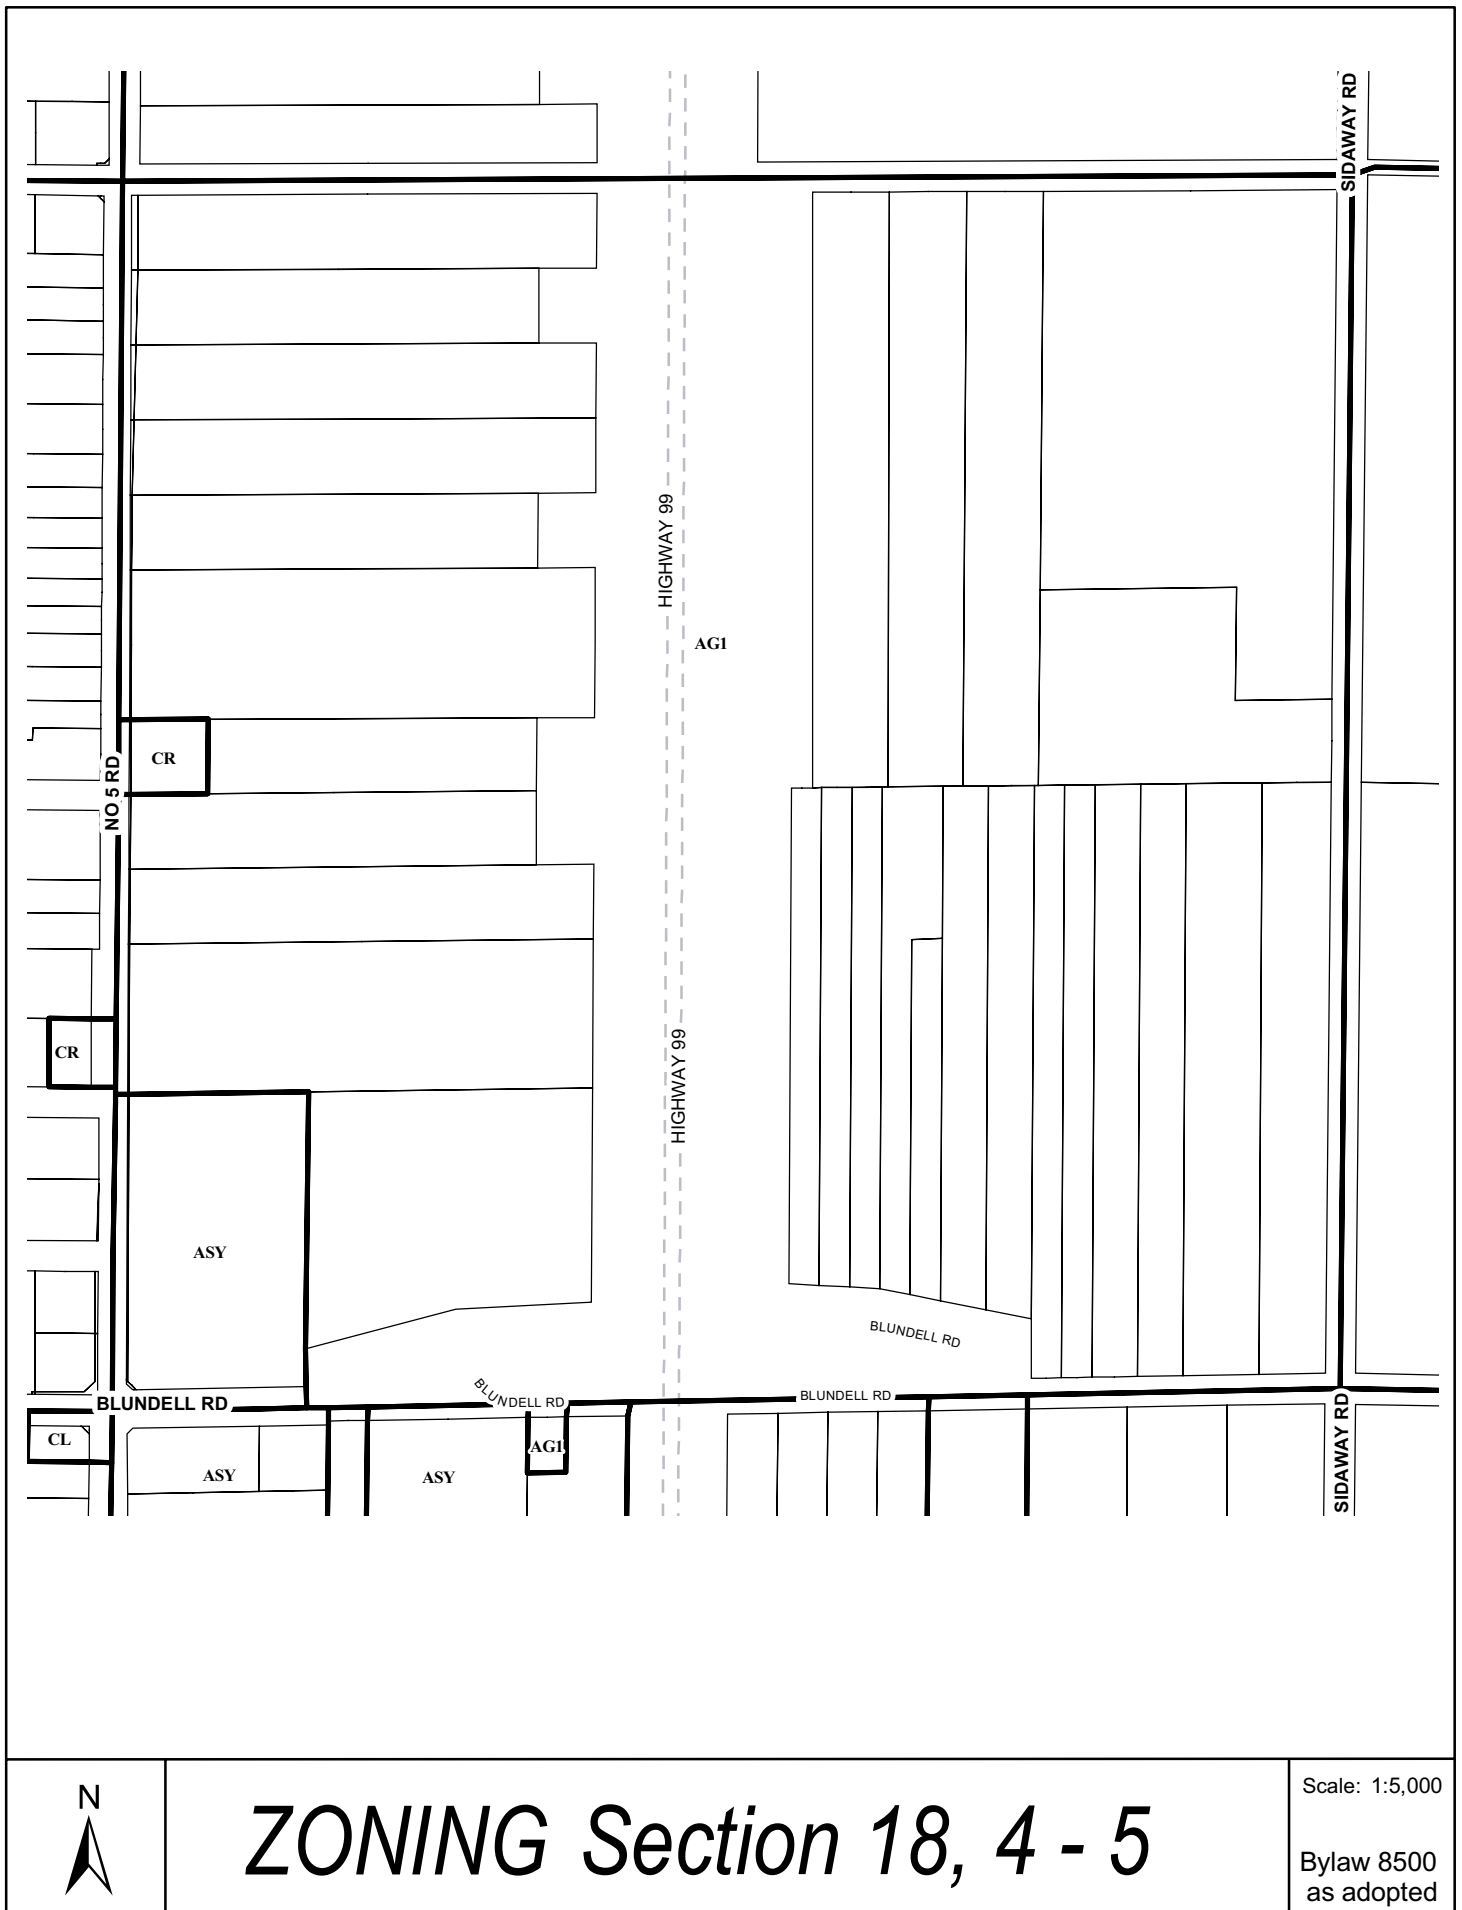 SIDAWAY RD
HIGHWAY 99
AG1
CR
NO 5 RD
HIGHWAY 99
CR
ASY
BLUNDELL RD
BLUNDELL RD
BLUNDELL RD
BLUNDELL RD
CL
ASY
ASY
AG1
SIDAWAY RD
N
ZONING Section 18, 4 - 5
Scale: 1:5,000
Bylaw 8500
as adopted